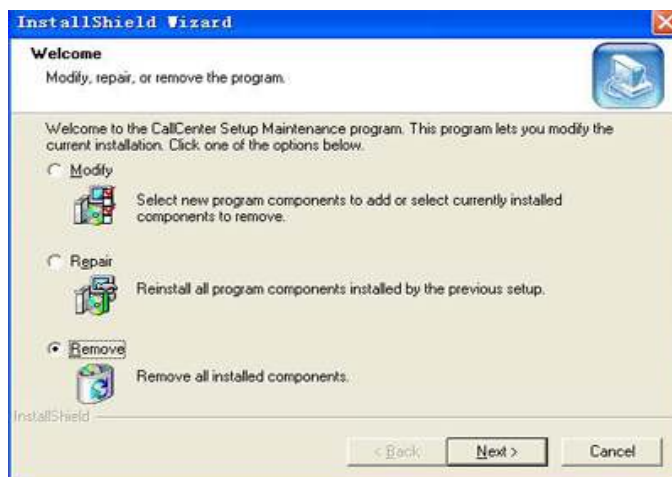 InstallShield Wizard
Welcome
Modify, repair, or remove the program.
Welcome to the CallCenter Setup Maintenance program. This program lets you modify the
current installation. Click one of the options below.
Modify
Select new program components to add or select currently installed
components to remove.
Repair
Reinstall all program components installed by the previous setup.
Remove
Remove all installed components.
InstallShield
< Back Next > Cancel